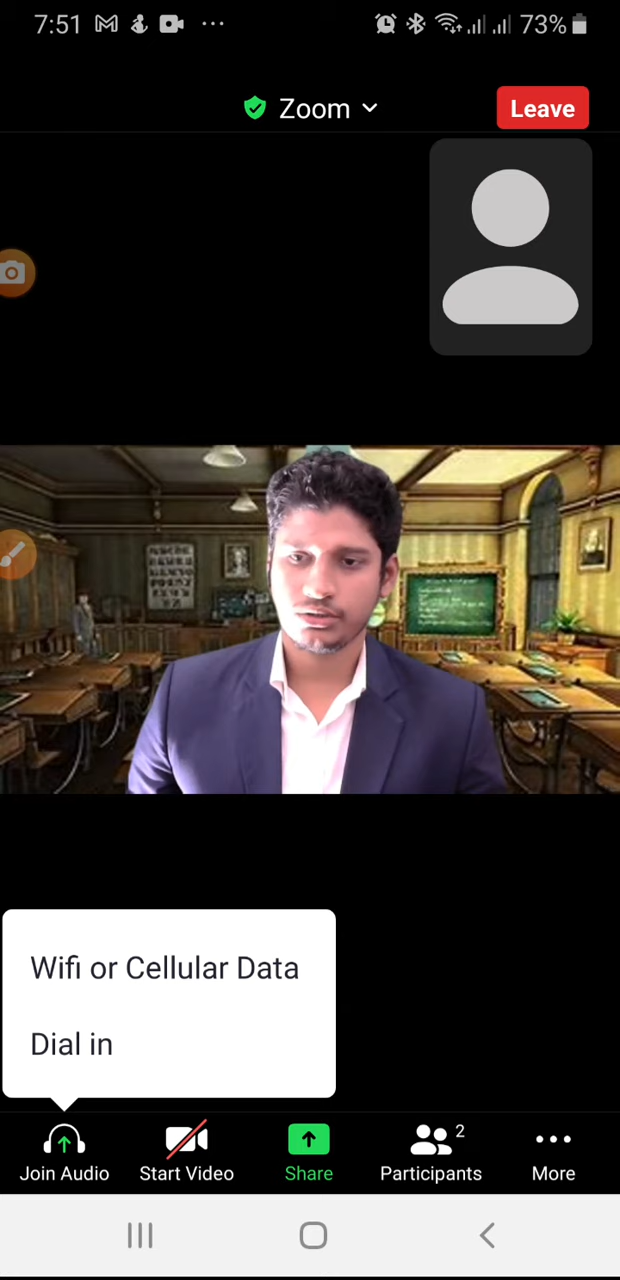 7:51 ... 73%
Zoom
Leave
Wifi or Cellular Data
Dial in
2
Join Audio
Start Video
Share
Participants
More